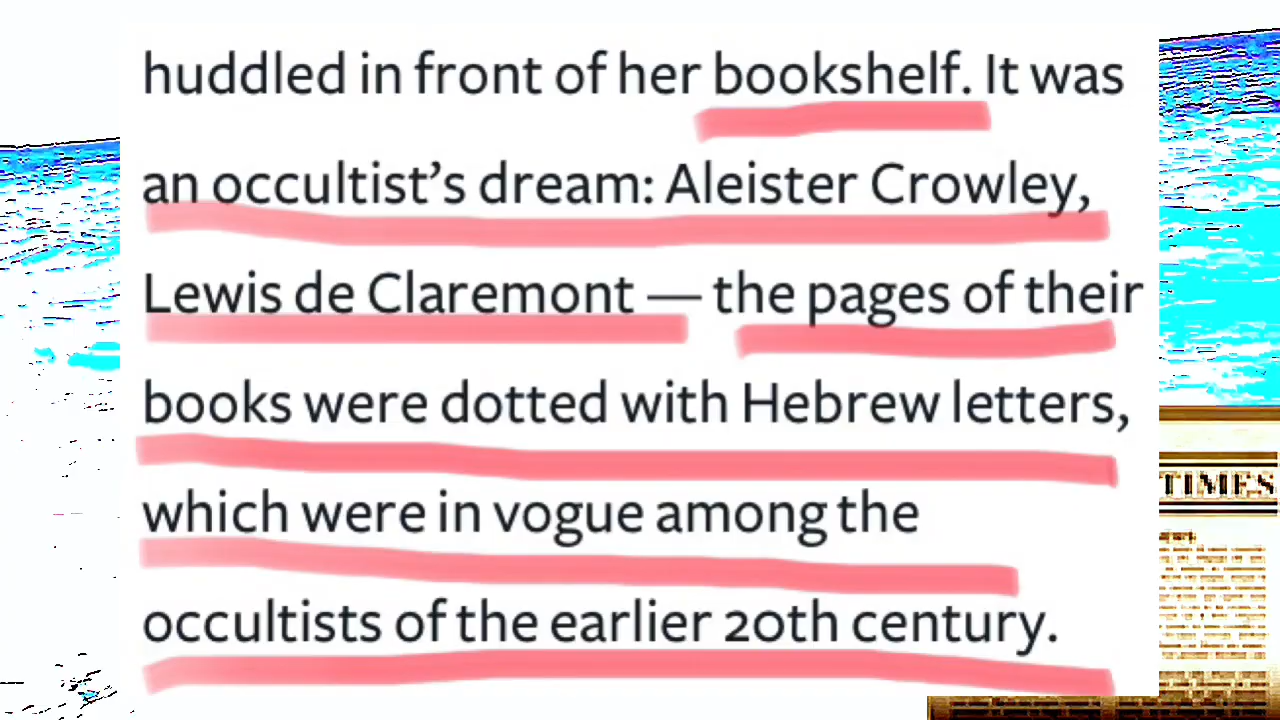 huddled in front of her bookshelf. It was
an occultist’s dream: Aleister Crowley,
Lewis de Claremont — the pages of their
books were dotted with Hebrew letters,
which were in vogue among the
occultists of the earlier 20th century.
TIMES